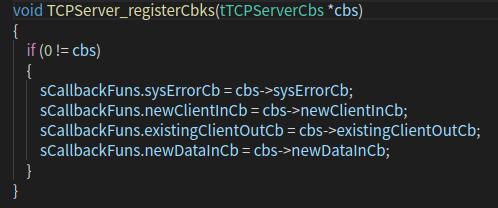 void TCPServer_registerCbks(tTCPServerCbs *cbs)
{
if (0 != cbs)
{
sCallbackFuns.sysErrorCb = cbs->sysErrorCb;
sCallbackFuns.newClientInCb = cbs->newClientInCb;
sCallbackFuns.existingClientOutCb = cbs->existingClientOutCb;
sCallbackFuns.newDataInCb = cbs->newDataInCb;
}
}